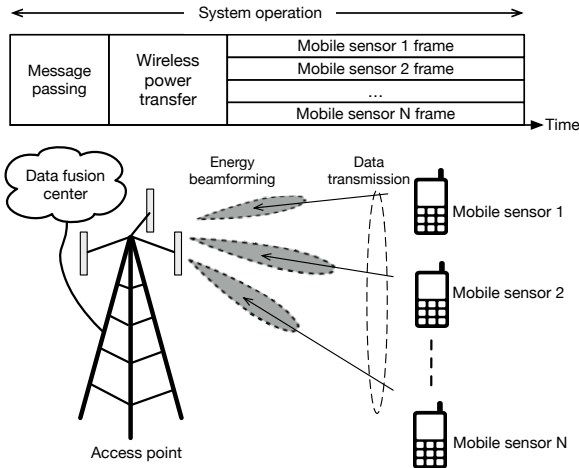 System operation
Message
passing
Wireless
power
transfer
Mobile sensor 1 frame
Mobile sensor 2 frame
...
Mobile sensor N frame
Time
Data fusion
center
Energy
beamforming
Data
transmission
Mobile sensor 1
Mobile sensor 2
Mobile sensor N
Access point